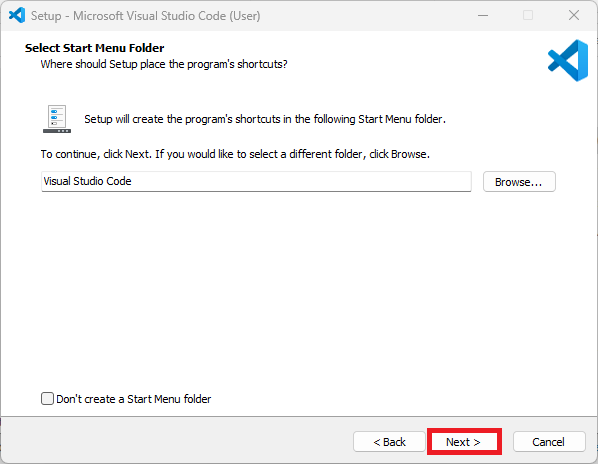 Setup - Microsoft Visual Studio Code (User)
Select Start Menu Folder
Where should Setup place the program's shortcuts?
Setup will create the program's shortcuts in the following Start Menu folder.
To continue, click Next. If you would like to select a different folder, click Browse.
Visual Studio Code
Browse...
Don't create a Start Menu folder
< Back
Next >
Cancel